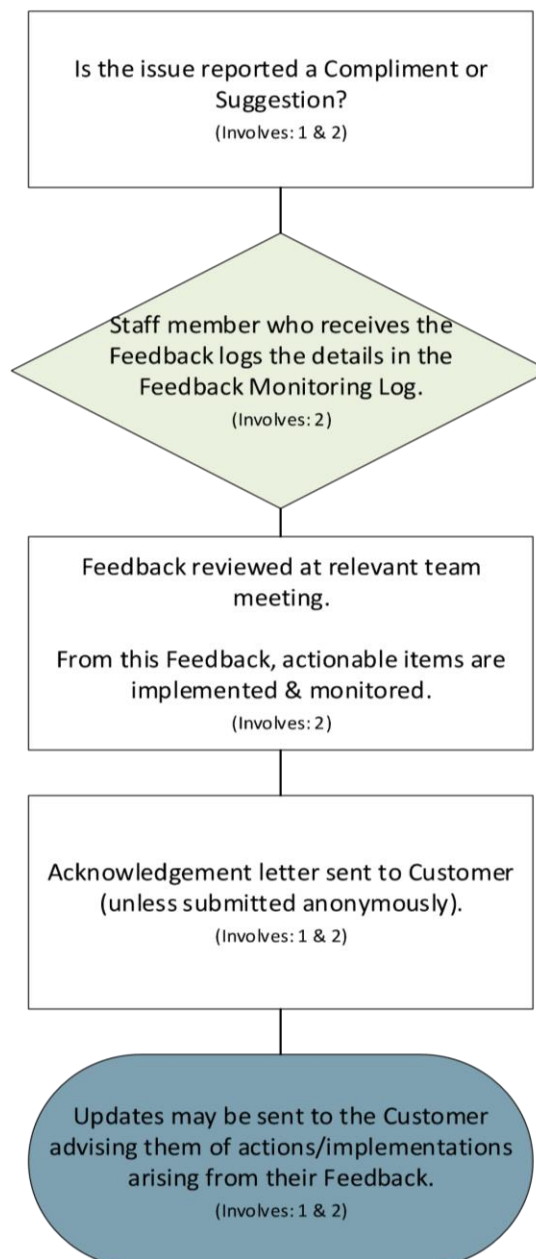 Is the issue reported a Compliment or
Suggestion?
(Involves: 1 & 2)
Staff member who receives the
Feedback logs the details in the
Feedback Monitoring Log.
(Involves: 2)
Feedback reviewed at relevant team
meeting.
From this Feedback, actionable items are
implemented & monitored.
(Involves: 2)
Acknowledgement letter sent to Customer
(unless submitted anonymously).
(Involves: 1 & 2)
Updates may be sent to the Customer
advising them of actions/implementations
arising from their Feedback.
(Involves: 1 & 2)